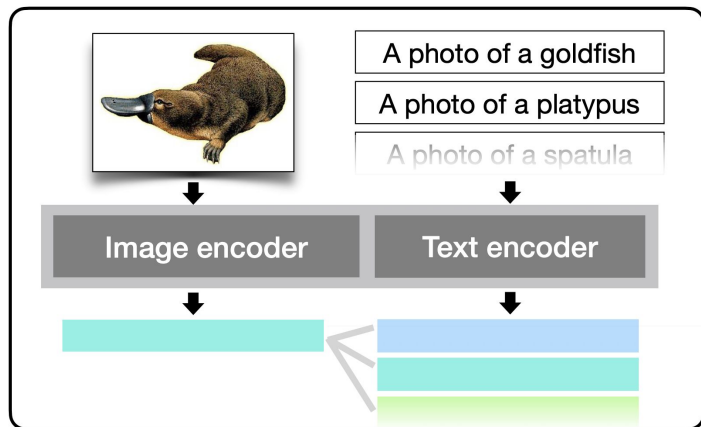 A photo of a goldfish
A photo of a platypus
A photo of a spatula
Image encoder
Text encoder